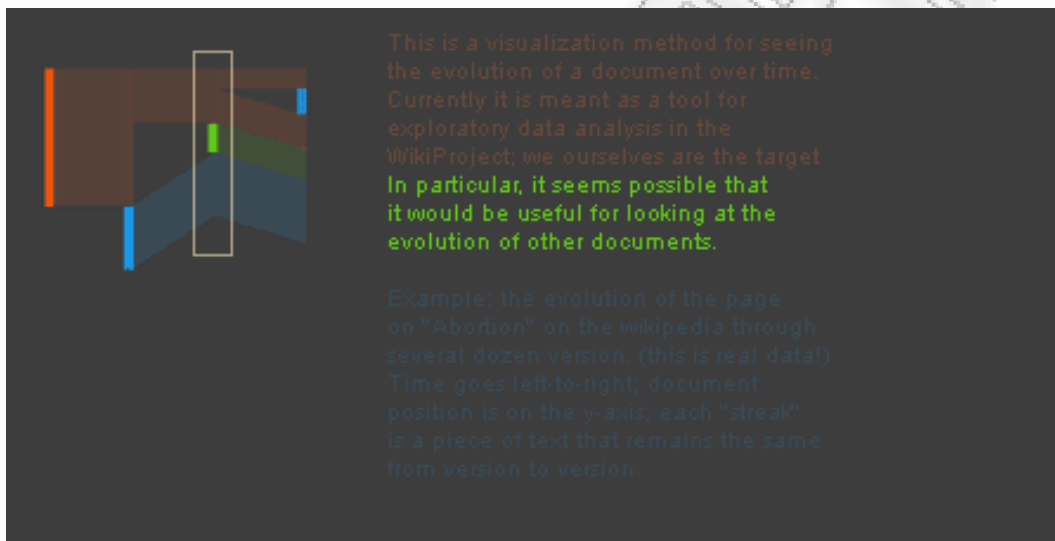 This is a visualization method for seeing
the evolution of a document over time.
Currently it is meant as a tool for
exploratory data analysis in the
WikiProject; we ourselves are the target
In particular, it seems possible that
it would be useful for looking at the
evolution of other documents.
Example: the evolution of the page
on "Abortion" on the wikipedia through
several dozen version. (this is real data!)
Time goes left-to-right; document
position is on the y-axis; each "streak"
is a piece of text that remains the same
from version to version.